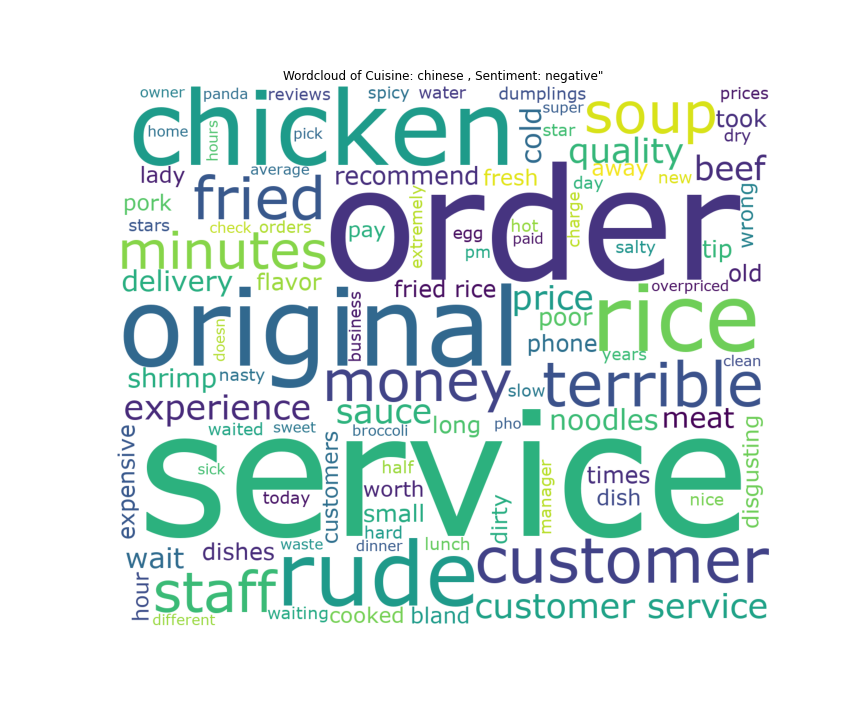 Wordcloud of Cuisine: chinese , Sentiment: negative"
owner
panda
reviews
spicy
water
dumplings
prices
chicken
home
hours
pick
cold
super
star
soup
took
dry
quality
lady
average
recommend
fresh
away
day
new
beef
pork
fried
order
stars
check
orders
pay
extremely
egg
hot
pm
paid
charge
salty
tip
wrong
minutes
delivery
flavor
fried rice
price
overpriced
old
original
doesn
business
poor
rice
phone
years
clean
shrimp
nasty
money
slow
terrible
experience
sauce
long
pho
noodles
meat
waited
sweet
broccoli
expensive
service
sick
customers
half
today
worth
manager
times
dish
nice
disgusting
small
hard
dirty
wait
dishes
waste
dinner
lunch
hour
staff
rude
customer
different
waiting
cooked
bland
customer service